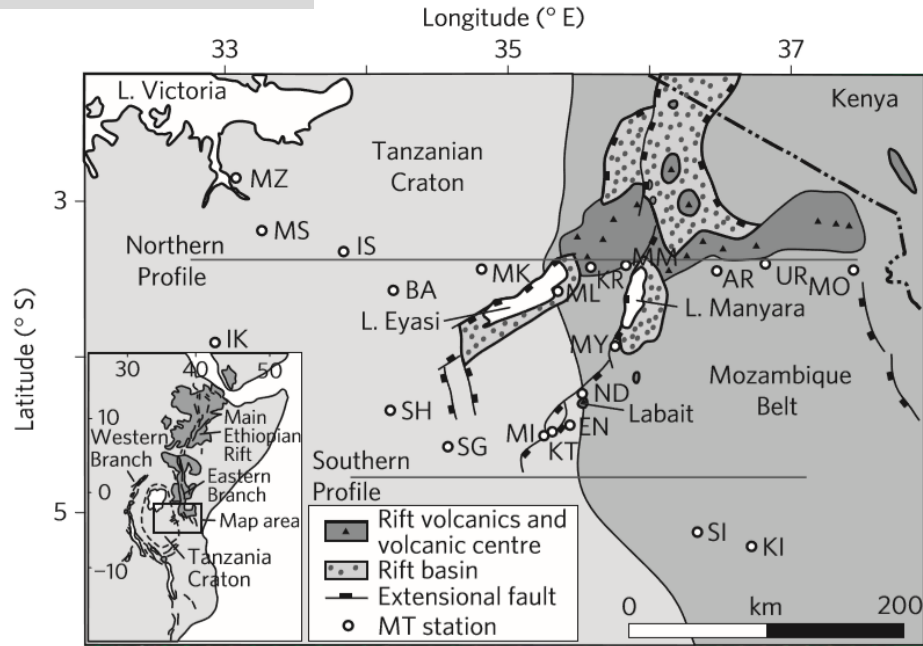 Longitude (° E)
33
35
37
L. Victoria
Kenya
Tanzanian
Craton
MZ
3
MS
IS
Northern
Profile
MM
MK
KR
AR
UR
MO
BA
ML
L. Eyasi
L. Manyara
Latitude (° S)
IK
MY
30
40
50
Mozambique
Belt
ND
Labait
SH
10
Main
Ethiopian
Rift
Western
Branch
EN
MI
KT
SG
Southern
Profile
Eastern
Branch
0
5
Map area
Rift volcanics and
volcanic centre
SI
KI
Tanzania
Craton
−10
Rift basin
Extensional fault
MT station
0
km
200